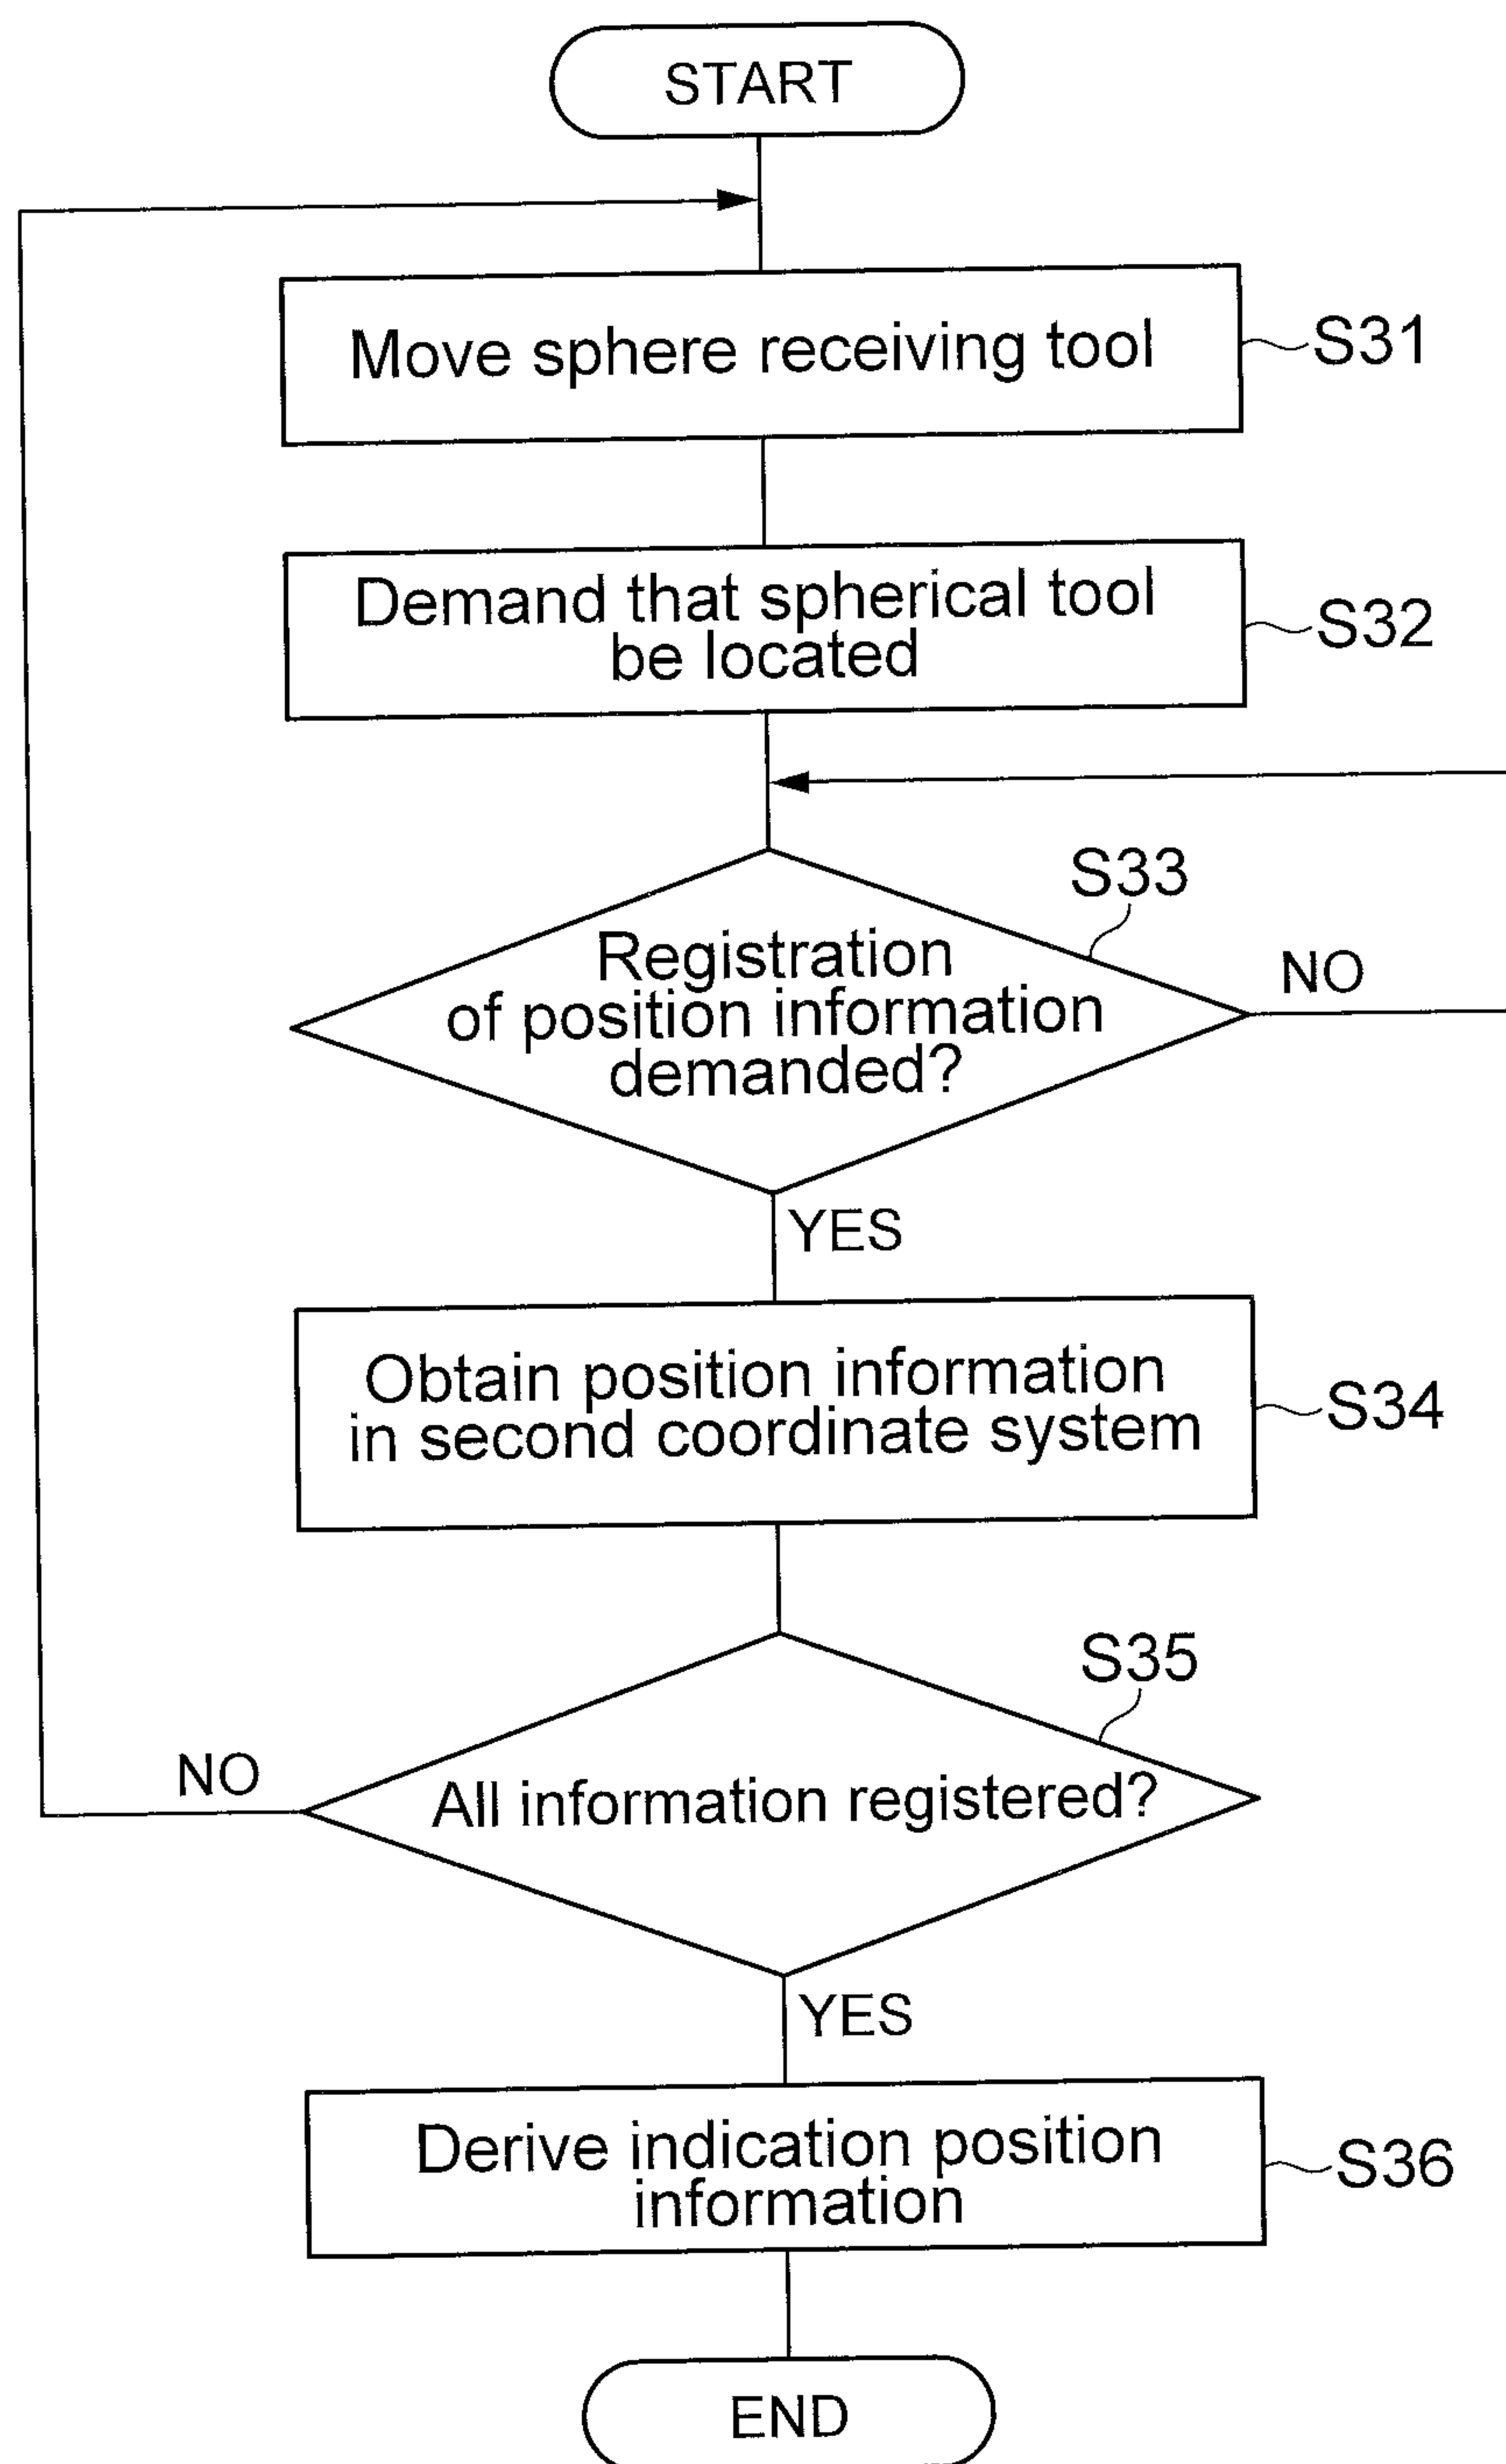 START
Move sphere receiving tool
S31
Demand that spherical tool
be located
S32
S33
Registration
of position information
demanded?
NO
YES
Obtain position information
in second coordinate system
S34
S35
All information registered?
NO
YES
Derive indication position
information
S36
END